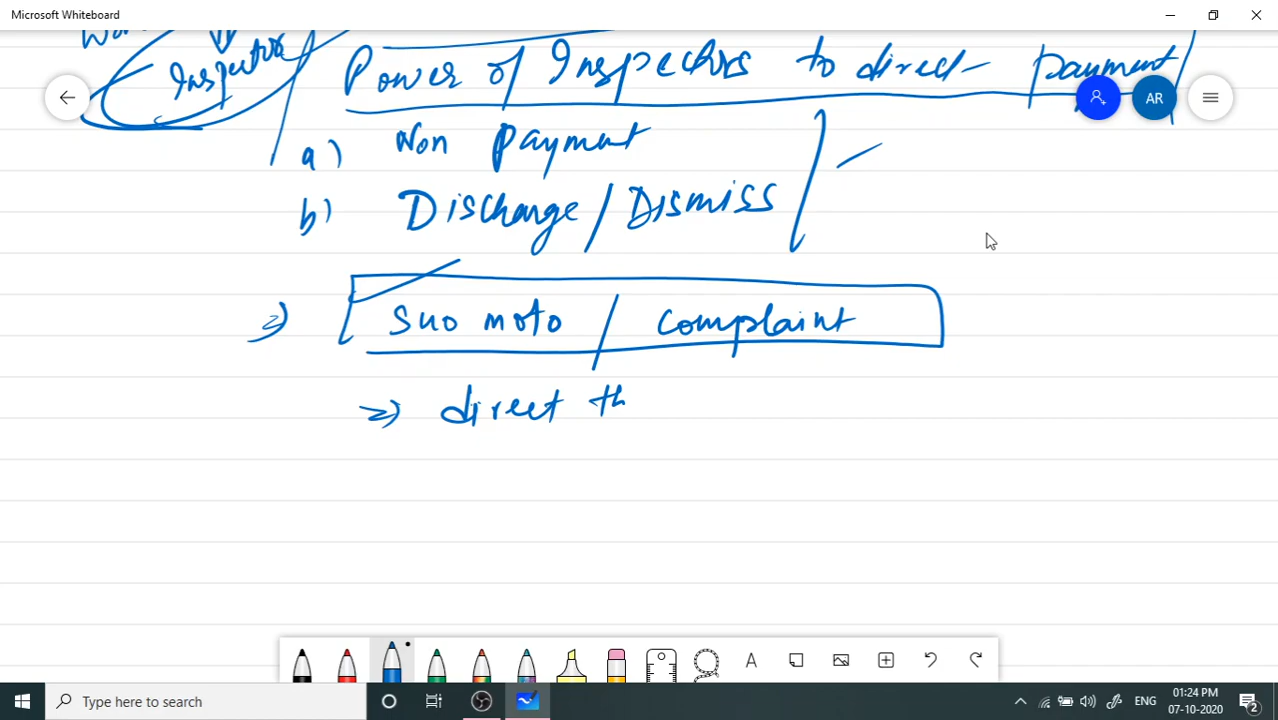 Microsoft Whiteboard
Inspector
Power of Inspectors to direct payment
AR
a) Non Payment
b) Discharge / Dismiss
⇒ Suo moto / complaint
⇒ direct th
A
Type here to search
ENG
01:24 PM
07-10-2020
2